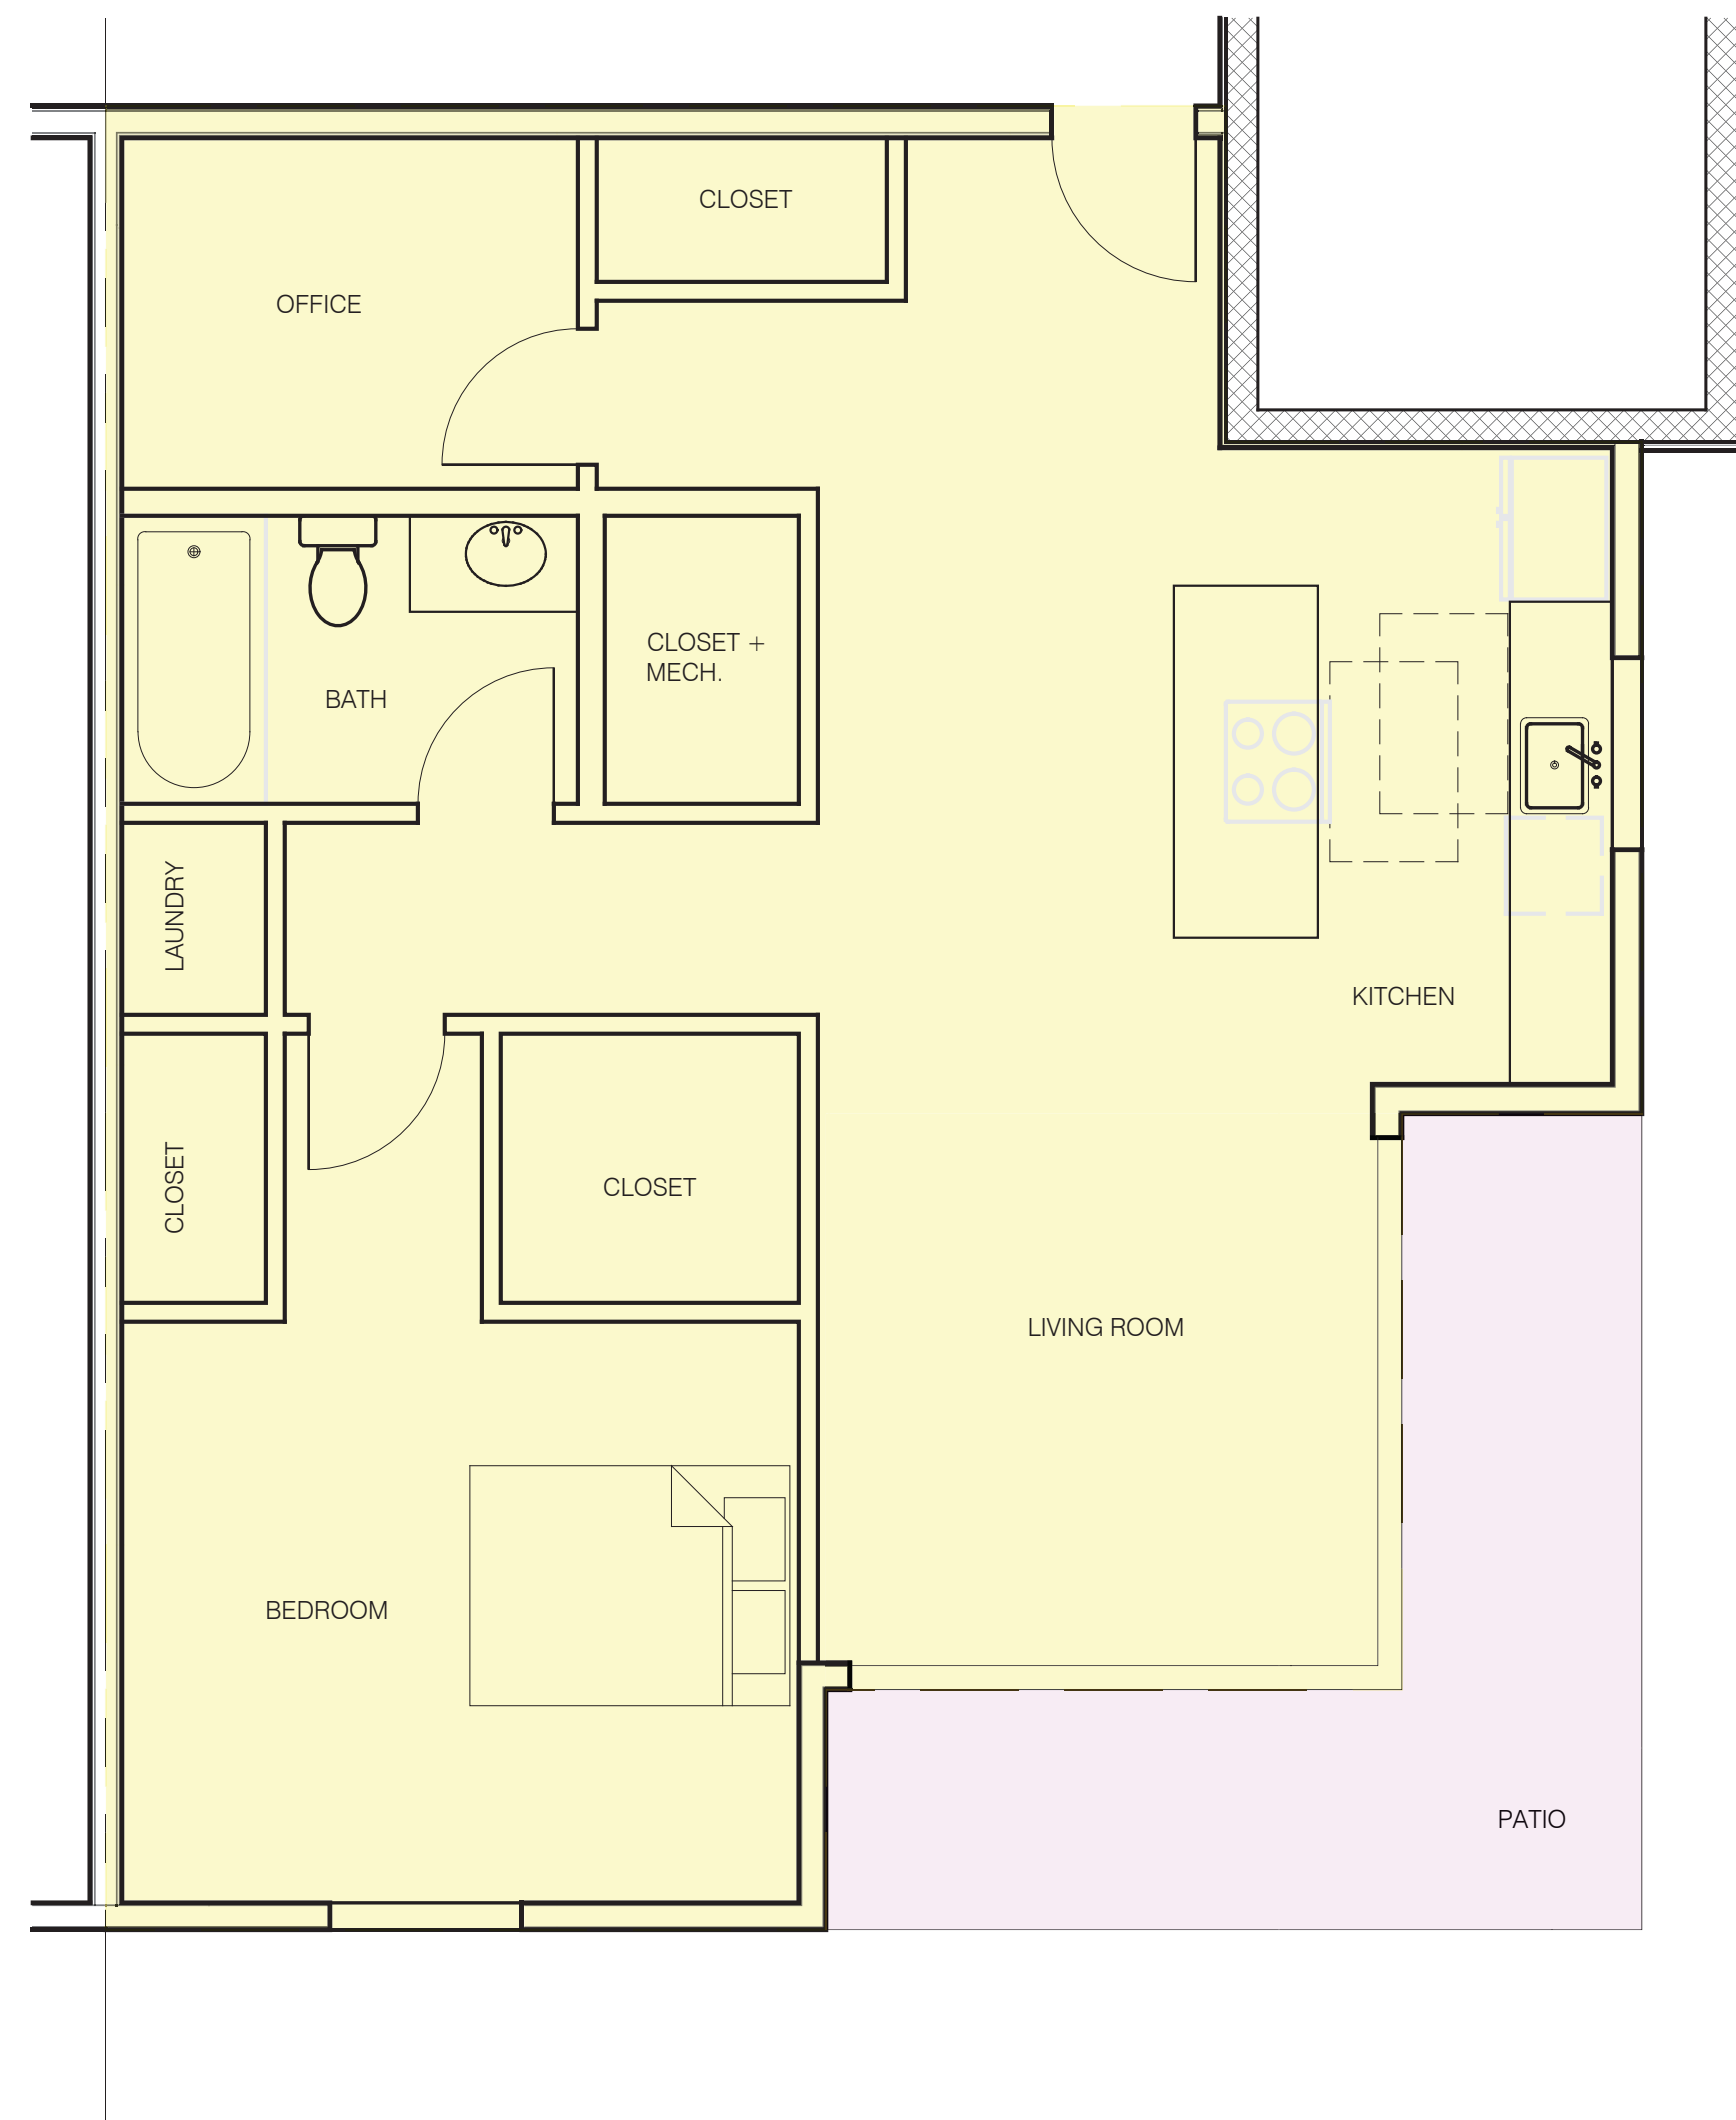 CLOSET
OFFICE
CLOSET +
MECH.
BATH
LAUNDRY
KITCHEN
CLOSET
CLOSET
LIVING ROOM
BEDROOM
PATIO